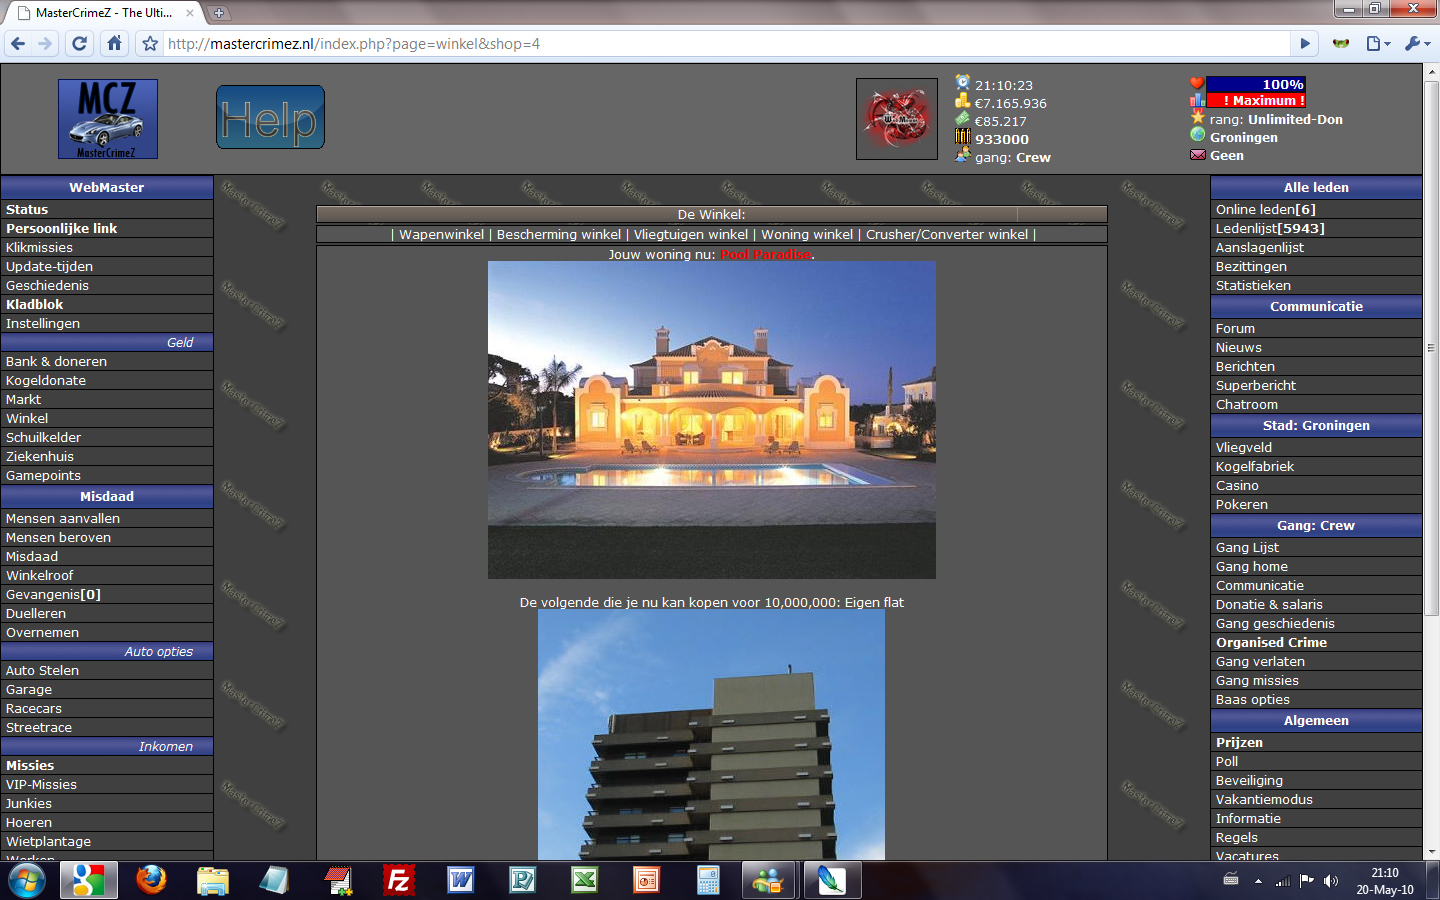 MasterCrimeZ - The Ulti...
http://mastercrimez.nl/index.php?page=winkel&shop=4
MCZ
MasterCrimeZ
Help
21:10:23
€7.165.936
€85.217
933000
gang: Crew
100%
! Maximum !
rang: Unlimited-Don
Groningen
Geen
WebMaster
Status
Persoonlijke link
Klikmissies
Update-tijden
Geschiedenis
Kladblok
Instellingen
Geld
Bank & doneren
Kogeldonate
Markt
Winkel
Schuilkelder
Ziekenhuis
Gamepoints
Misdaad
Mensen aanvallen
Mensen beroven
Misdaad
Winkelroof
Gevangenis[0]
Duelleren
Overnemen
Auto opties
Auto Stelen
Garage
Racecars
Streetrace
Inkomen
Missies
VIP-Missies
Junkies
Hoeren
Wietplantage
Werken
De Winkel:
| Wapenwinkel | Bescherming winkel | Vliegtuigen winkel | Woning winkel | Crusher/Converter winkel |
Jouw woning nu: Pool Paradise.
De volgende die je nu kan kopen voor 10,000,000: Eigen flat
Alle leden
Online leden[6]
Ledenlijst[5943]
Aanslagenlijst
Bezittingen
Statistieken
Communicatie
Forum
Nieuws
Berichten
Superbericht
Chatroom
Stad: Groningen
Vliegveld
Kogelfabriek
Casino
Pokeren
Gang: Crew
Gang Lijst
Gang home
Communicatie
Donatie & salaris
Gang geschiedenis
Organised Crime
Gang verlaten
Gang missies
Baas opties
Algemeen
Prijzen
Poll
Beveiliging
Vakantiemodus
Informatie
Regels
Vacatures
21:10
20-May-10